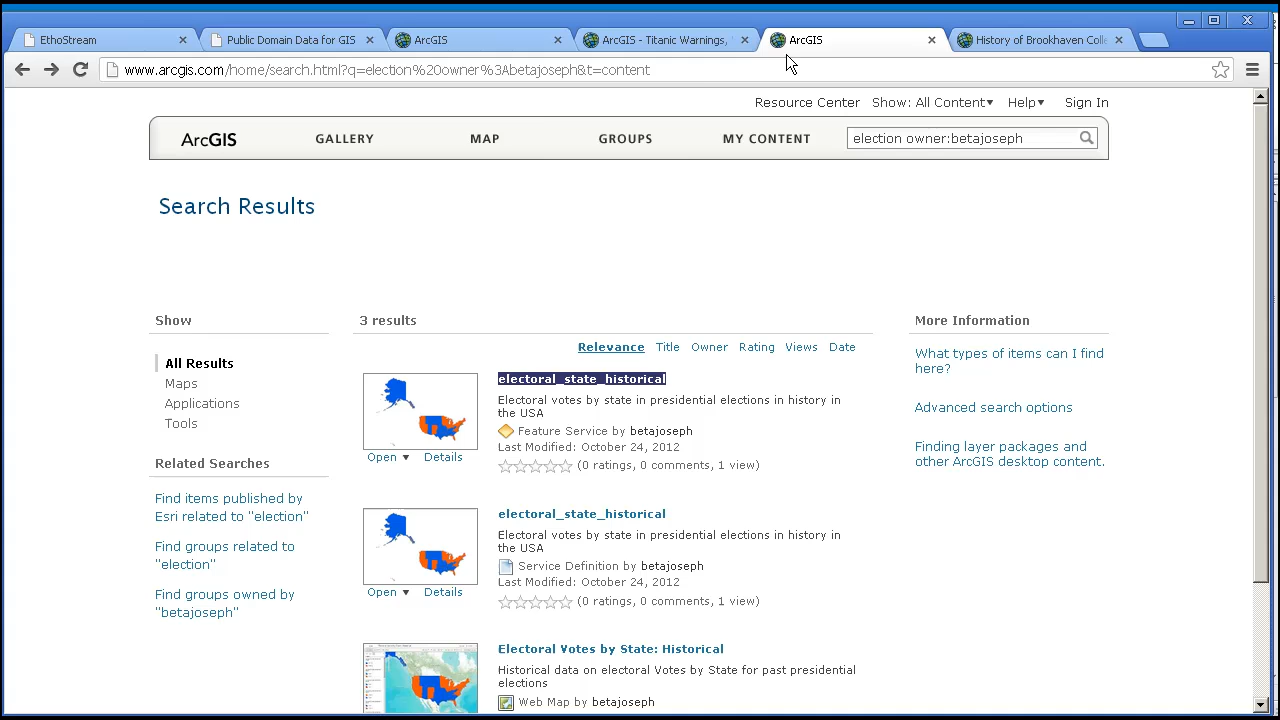 EthoStream
Public Domain Data for GIS
ArcGIS
ArcGIS - Titanic Warnings,
ArcGIS
History of Brookhaven Colle
www.arcgis.com/home/search.html?q=election%20owner%3Abetajoseph&t=content
Resource Center Show: All Content▾ Help▾ Sign In
ArcGIS GALLERY MAP GROUPS MY CONTENT election owner:betajoseph
Search Results
Show
All Results
Maps
Applications
Tools
Related Searches
Find items published by
Esri related to "election"
Find groups related to
"election"
Find groups owned by
"betajoseph"
3 results
Relevance Title Owner Rating Views Date
electoral_state_historical
Electoral votes by state in presidential elections in history in
the USA
Feature Service by betajoseph
Last Modified: October 24, 2012
Open ▾ Details
(0 ratings, 0 comments, 1 view)
electoral_state_historical
Electoral votes by state in presidential elections in history in
the USA
Service Definition by betajoseph
Last Modified: October 24, 2012
Open ▾ Details
(0 ratings, 0 comments, 1 view)
Electoral Votes by State: Historical
Historical data on electoral Votes by State for past presidential
elections
Web Map by betajoseph
More Information
What types of items can I find
here?
Advanced search options
Finding layer packages and
other ArcGIS desktop content.